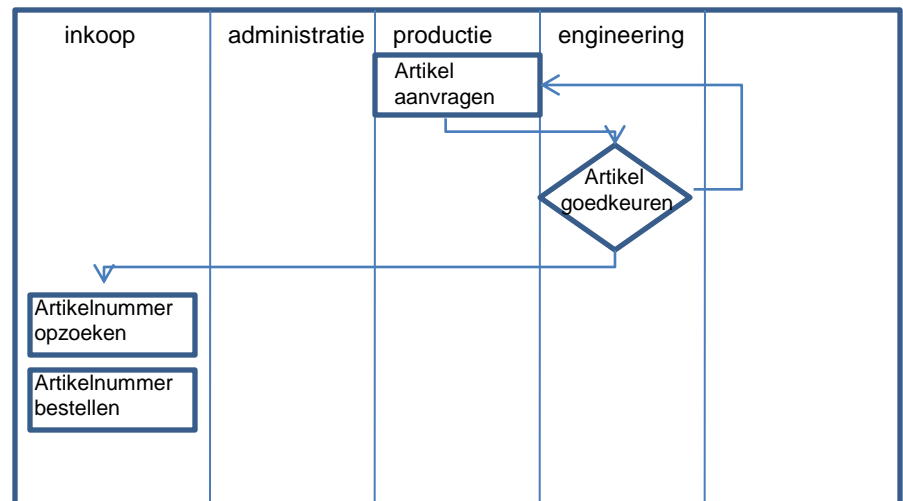 inkoop
administratie
productie
engineering
Artikel
aanvragen
Artikel
goedkeuren
Artikelnummer
opzoeken
Artikelnummer
bestellen